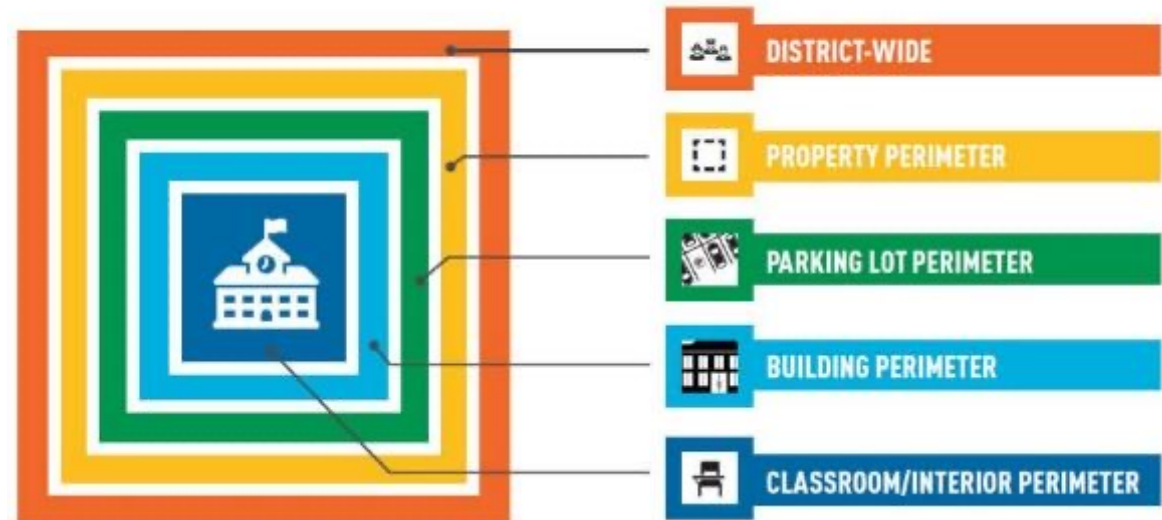 DISTRICT-WIDE
PROPERTY PERIMETER
PARKING LOT PERIMETER
BUILDING PERIMETER
CLASSROOM/INTERIOR PERIMETER